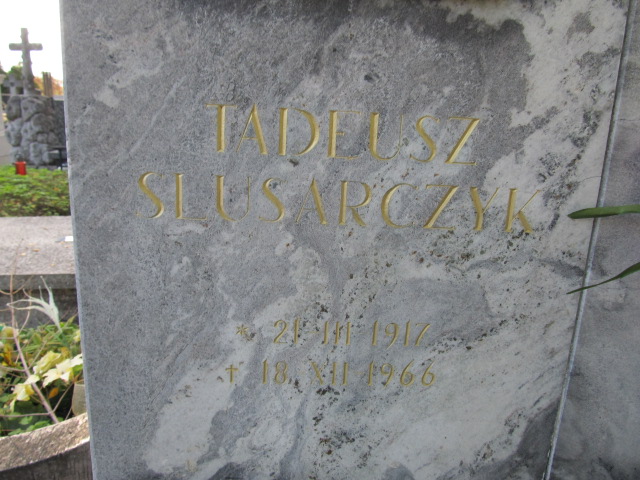 TADEUSZ
SLUSARCZYK
* 21 III 1917
† 18 XII 1966